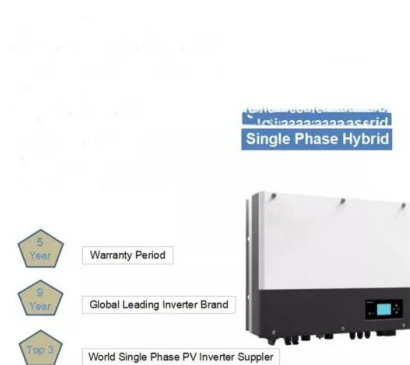 Single Phase Hybrid
5
Year
Warranty Period
9
Year
Global Leading Inverter Brand
Top 3
World Single Phase PV Inverter Suppler